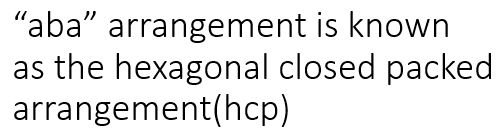 “aba” arrangement is known
as the hexagonal closed packed
arrangement(hcp)